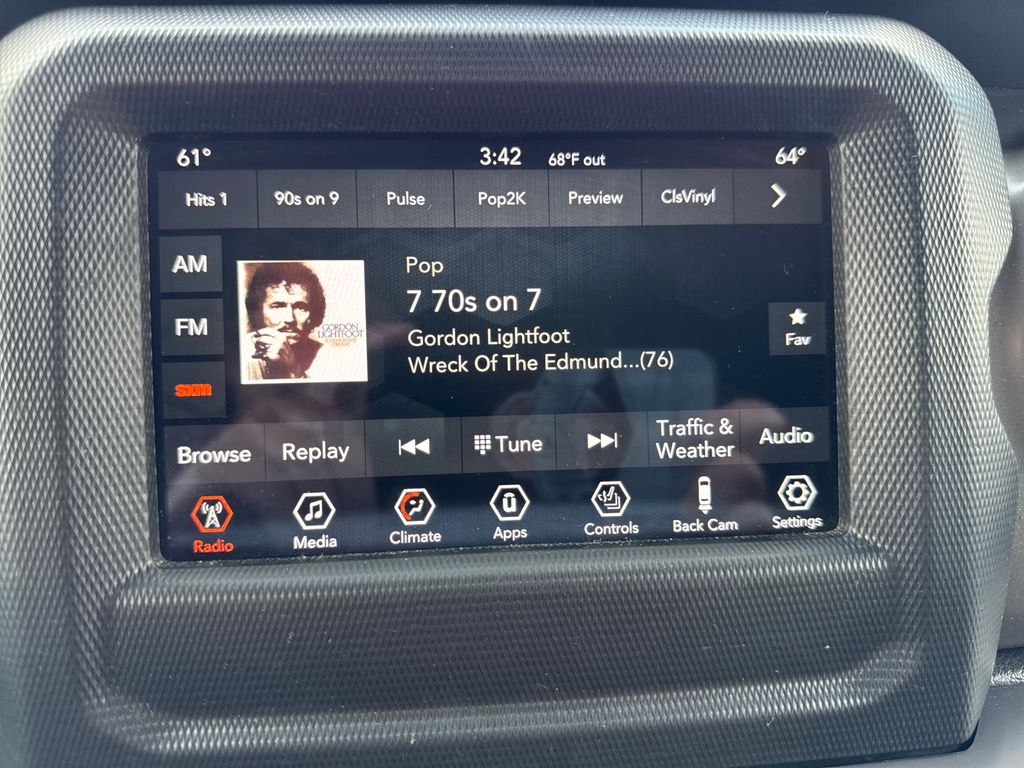 61°
3:42
68°F out
64°
Hits 1
90s on 9
Pulse
Pop2K
Preview
ClsVinyl
AM
FM
sxm
GORDON
LIGHTFOOT
SUMMERTIME
DREAM
Pop
7 70s on 7
Gordon Lightfoot
Wreck Of The Edmund...(76)
Fav
Browse
Replay
Tune
Traffic &
Weather
Audio
Radio
Media
Climate
Apps
Controls
Back Cam
Settings